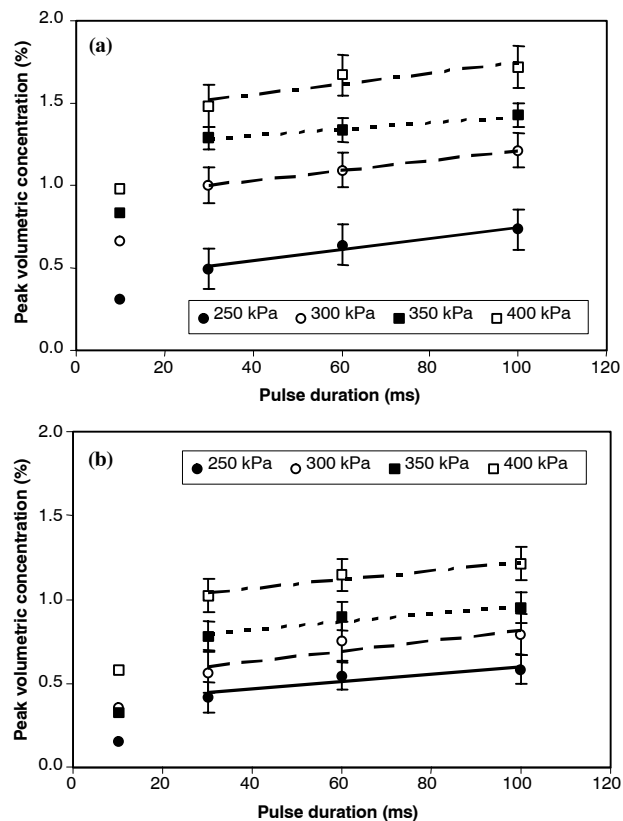 2.0
(a)
1.5
1.0
0.5
0.0
Peak volumetric concentration (%)
250 kPa 300 kPa 350 kPa 400 kPa
0 20 40 60 80 100 120
Pulse duration (ms)
2.0
(b)
250 kPa 300 kPa 350 kPa 400 kPa
1.5
1.0
0.5
0.0
Peak volumetric concentration (%)
0 20 40 60 80 100 120
Pulse duration (ms)